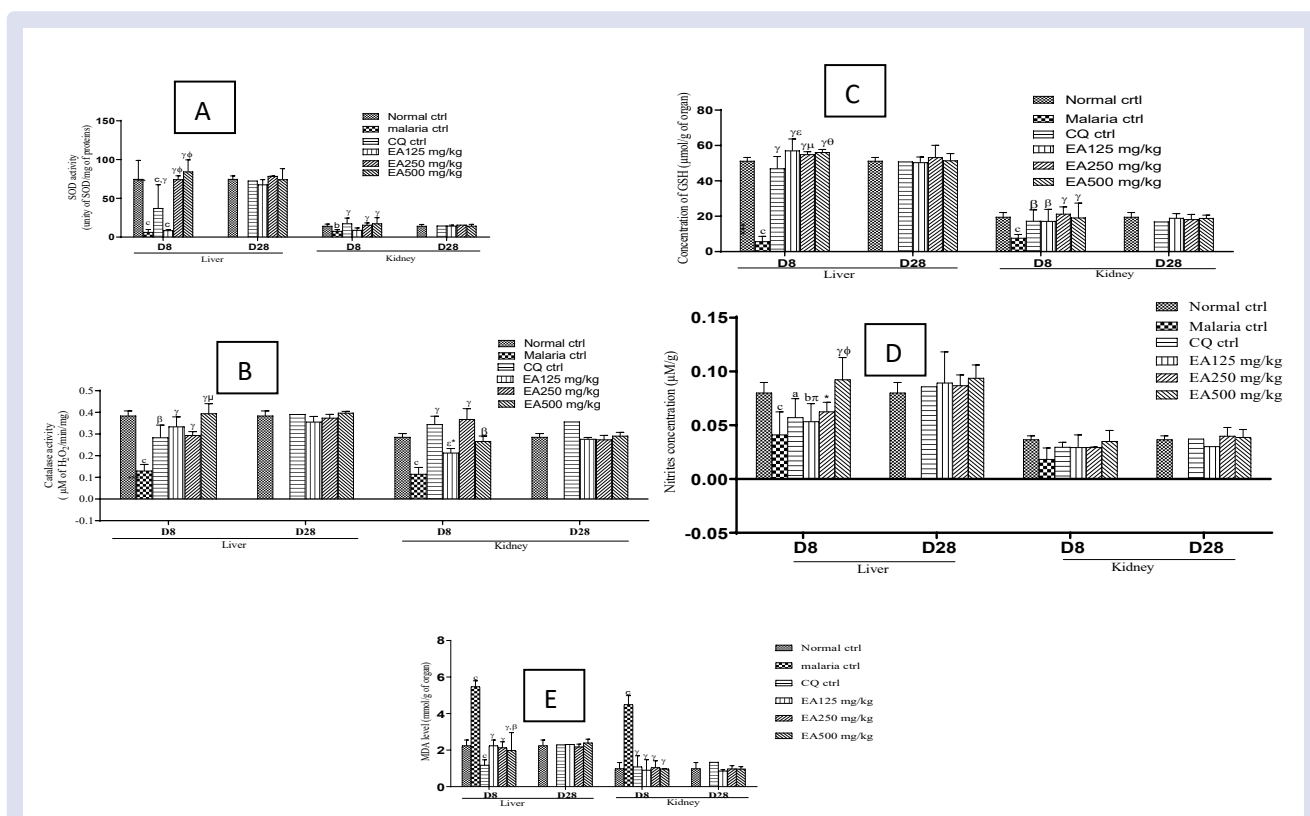 A
SOD activity
(unity of SOD/mg of proteins)
150
100
50
0
c
c,γ
c
γϕ
γϕ
b
γ
γ
γ
D8
D28
D8
D28
Liver
Kidney
Normal ctrl
malaria ctrl
CQ ctrl
EA125 mg/kg
EA250 mg/kg
EA500 mg/kg
C
Concentration of GSH (μmol/g of organ)
80
60
40
20
0
c
γ
γε
γμ
γθ
c
β
β
γ
γ
D8
D28
D8
D28
Liver
Kidney
Normal crtl
Malaria ctrl
CQ ctrl
EA125 mg/kg
EA250 mg/kg
EA500 mg/kg
B
Catalase activity
( μM of H₂O₂/min/mg)
0.5
0.4
0.3
0.2
0.1
0.0
-0.1
c
β
γ
γ
γμ
c
γ
ε*
γ
β
D8
D28
D8
D28
Liver
Kidney
Normal ctrl
Malaria ctrl
CQ ctrl
EA125 mg/kg
EA250 mg/kg
EA500 mg/kg
D
Nitrites concentration (μM/g)
0.15
0.10
0.05
0.00
-0.05
c
a
bπ
*
γϕ
D8
D28
D8
D28
Liver
Kidney
Normal ctrl
Malaria ctrl
CQ ctrl
EA125 mg/kg
EA250 mg/kg
EA500 mg/kg
E
MDA level (mmol/g of organ)
8
6
4
2
0
c
c
γ
γ
γ,β
c
γ
γ
γ
γ
D8
D28
D8
D28
Liver
Kidney
Normal ctrl
malaria ctrl
CQ ctrl
EA125 mg/kg
EA250 mg/kg
EA500 mg/kg